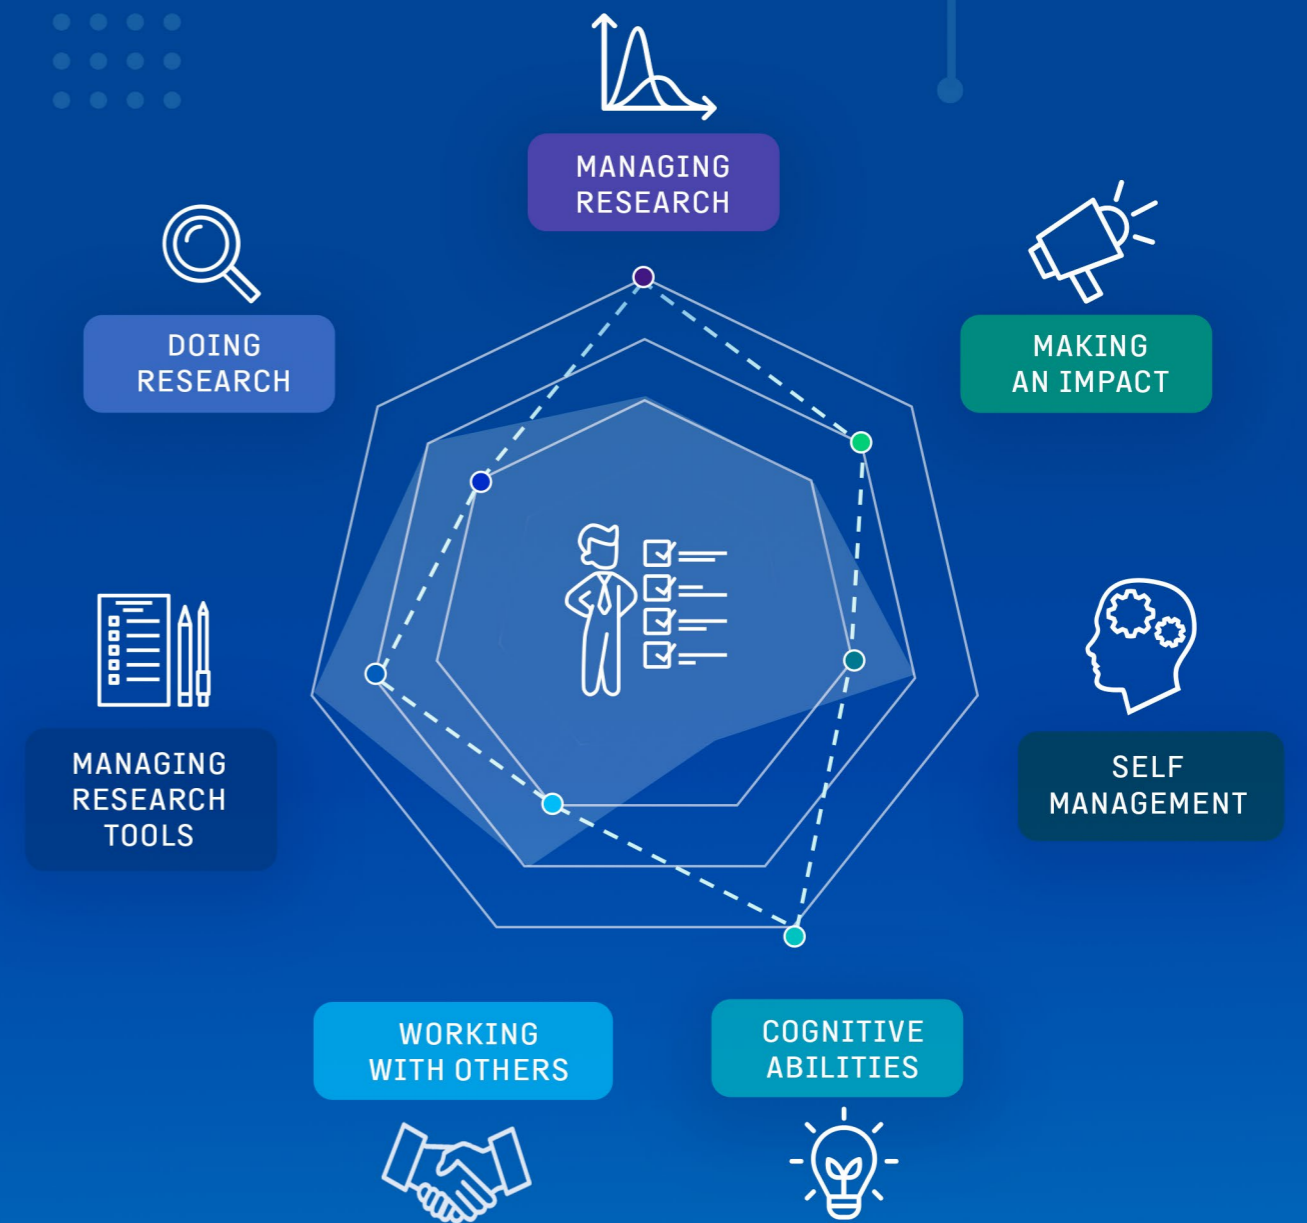 MANAGING
RESEARCH
DOING
RESEARCH
MAKING
AN IMPACT
MANAGING
RESEARCH
TOOLS
SELF
MANAGEMENT
WORKING
WITH OTHERS
COGNITIVE
ABILITIES